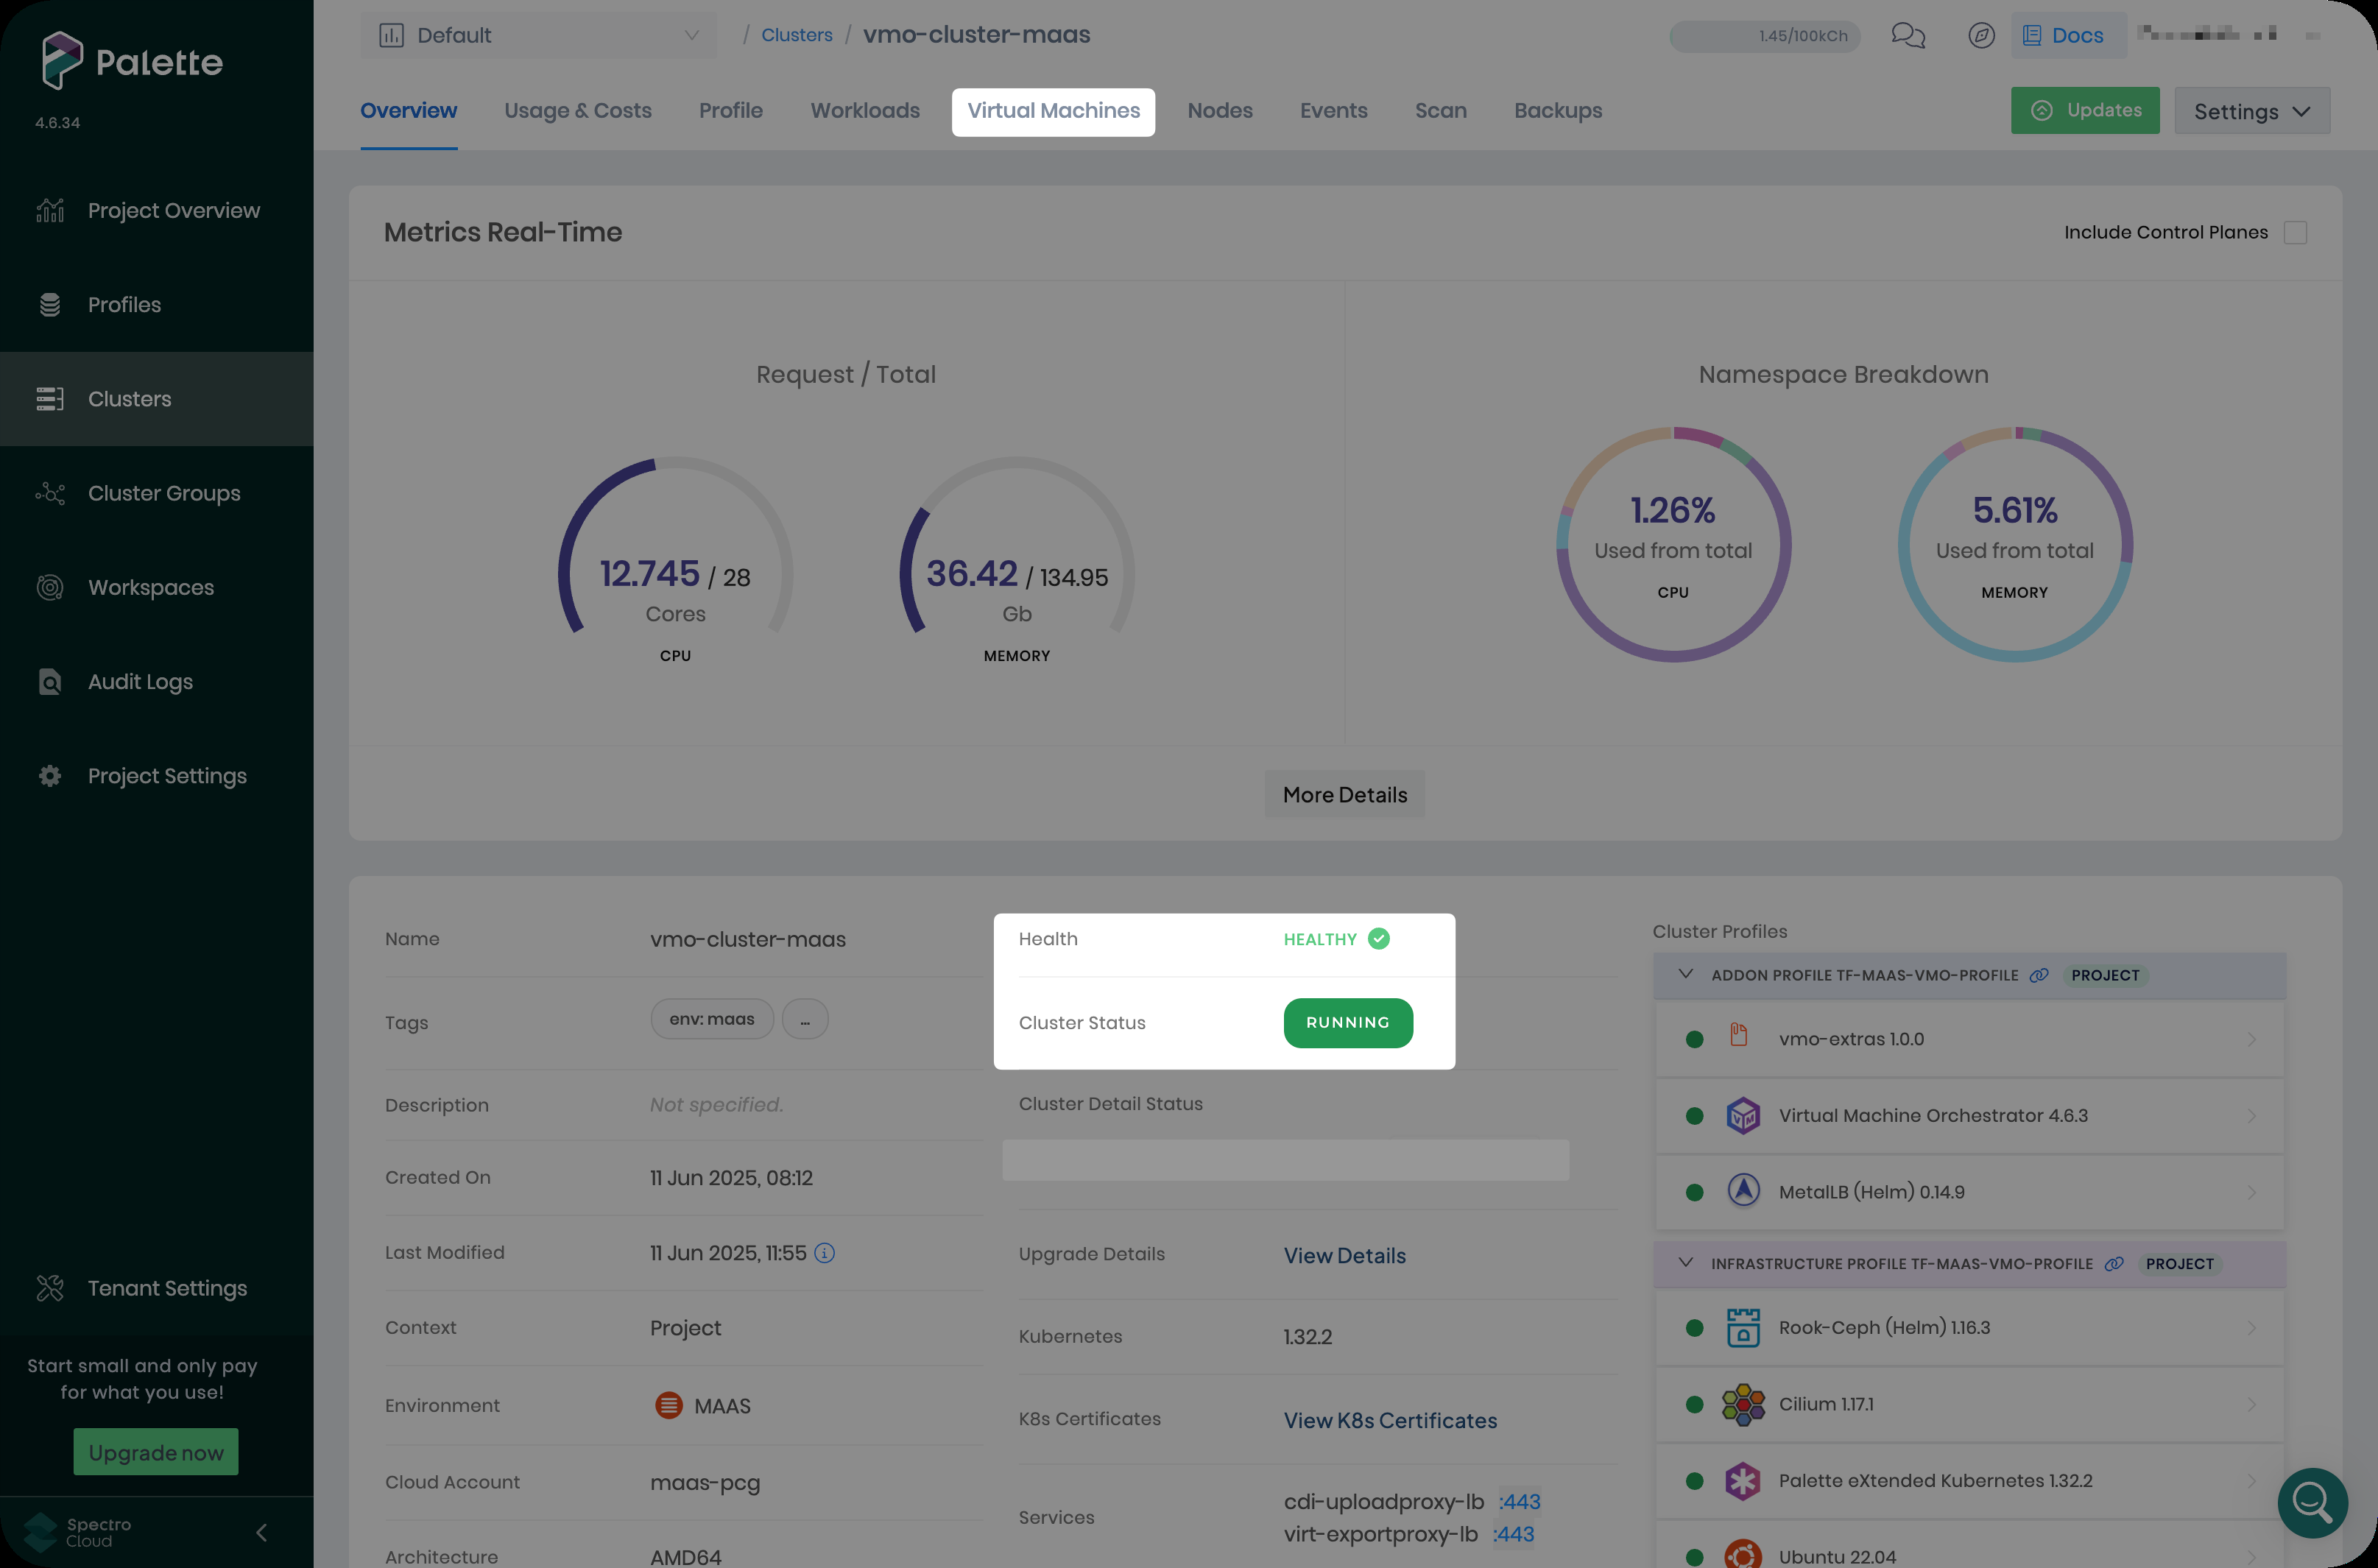 Palette
4.6.34
Project Overview
Profiles
Clusters
Cluster Groups
Workspaces
Audit Logs
Project Settings
Tenant Settings
Start small and only pay
for what you use!
Upgrade now
Spectro
Cloud
Default
/ Clusters / vmo-cluster-maas
1.45/100kCh
Docs
Overview
Usage & Costs
Profile
Workloads
Virtual Machines
Nodes
Events
Scan
Backups
Updates
Settings
Metrics Real-Time
Include Control Planes
Request / Total
12.745 / 28
Cores
CPU
36.42 / 134.95
Gb
MEMORY
Namespace Breakdown
1.26%
Used from total
CPU
5.61%
Used from total
MEMORY
More Details
Name vmo-cluster-maas
Tags env: maas ...
Description Not specified.
Created On 11 Jun 2025, 08:12
Last Modified 11 Jun 2025, 11:55
Context Project
Environment MAAS
Cloud Account maas-pcg
Architecture AMD64
Health HEALTHY
Cluster Status RUNNING
Cluster Detail Status
Upgrade Details View Details
Kubernetes 1.32.2
K8s Certificates View K8s Certificates
Services cdi-uploadproxy-lb :443
virt-exportproxy-lb :443
Cluster Profiles
ADDON PROFILE TF-MAAS-VMO-PROFILE PROJECT
vmo-extras 1.0.0
Virtual Machine Orchestrator 4.6.3
MetalLB (Helm) 0.14.9
INFRASTRUCTURE PROFILE TF-MAAS-VMO-PROFILE PROJECT
Rook-Ceph (Helm) 1.16.3
Cilium 1.17.1
Palette eXtended Kubernetes 1.32.2
Ubuntu 22.04